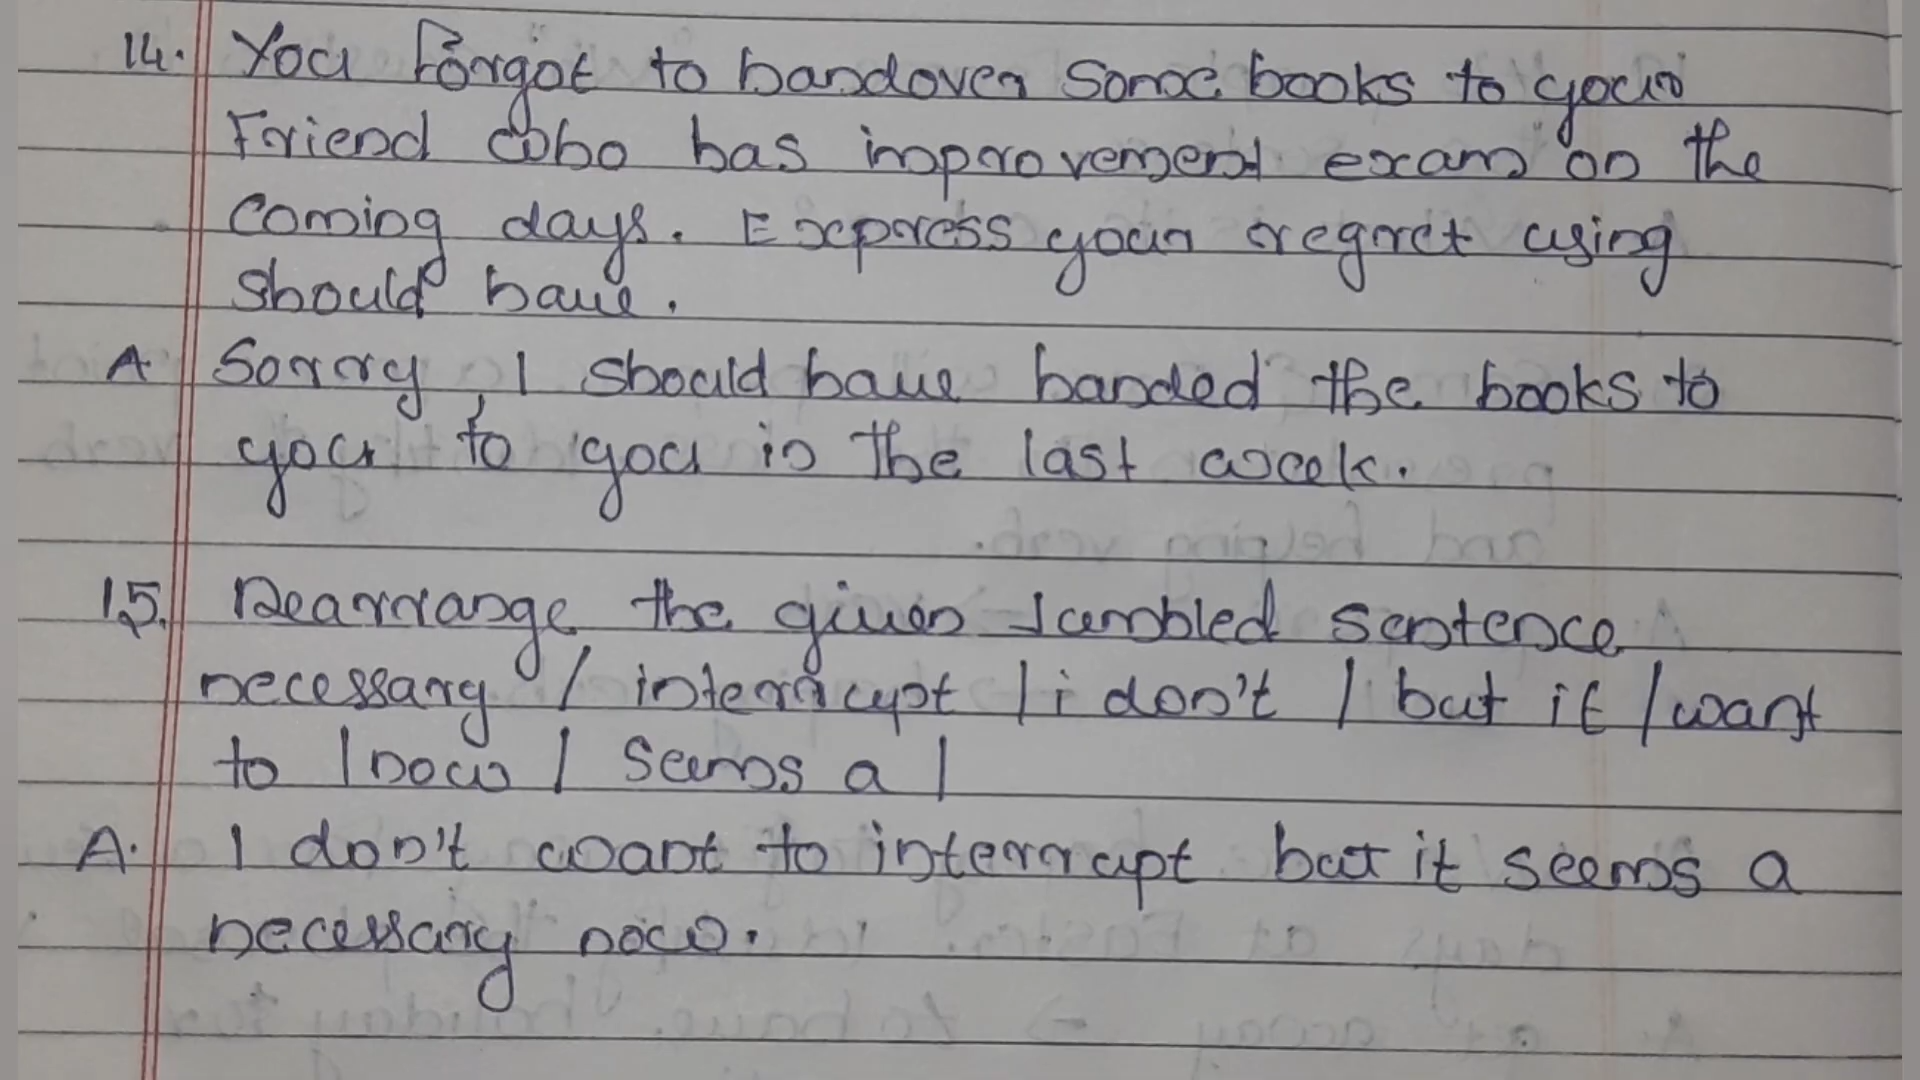 14. You Forgot to handover some books to your
Friend who has improvement exam on the
coming days. Express your regret using
should have.
A Sorry, I should have handed the books to
you to you in the last week.
15. Rearrange the given Jumbled sentence
necessary / interrupt / i don't / but it / want
to / now / seems a /
A. I don't want to interrupt but it seems a
necessary now.